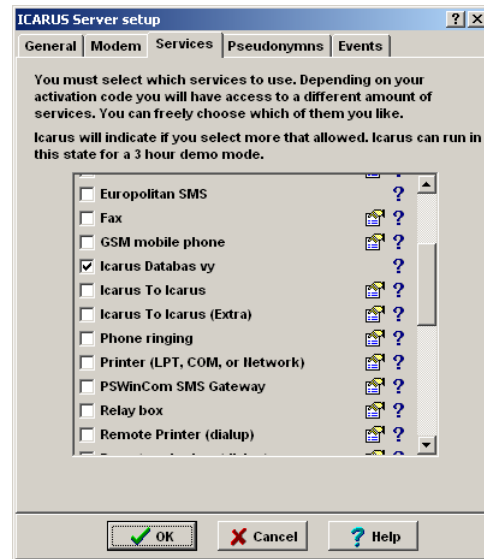 ICARUS Server setup
General Modem Services Pseudonymns Events
You must select which services to use. Depending on your
activation code you will have access to a different amount of
services. You can freely choose which of them you like.
Icarus will indicate if you select more that allowed. Icarus can run in
this state for a 3 hour demo mode.
Europolitan SMS ?
Fax ?
GSM mobile phone ?
Icarus Databas vy ?
Icarus To Icarus ?
Icarus To Icarus (Extra) ?
Phone ringing ?
Printer (LPT, COM, or Network) ?
PSWinCom SMS Gateway ?
Relay box ?
Remote Printer (dialup) ?
OK Cancel ? Help